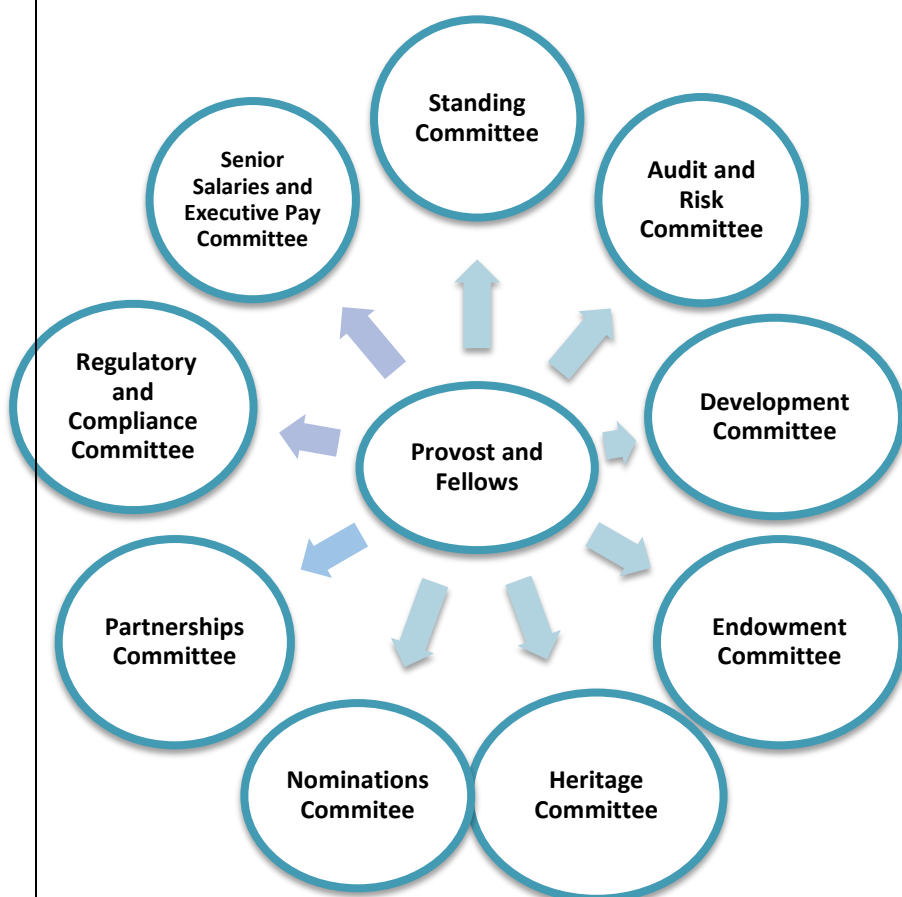 Standing
Committee
Audit and
Risk
Committee
Development
Committee
Endowment
Committee
Heritage
Committee
Nominations
Commitee
Partnerships
Committee
Regulatory
and
Compliance
Committee
Senior
Salaries and
Executive Pay
Committee
Provost and
Fellows